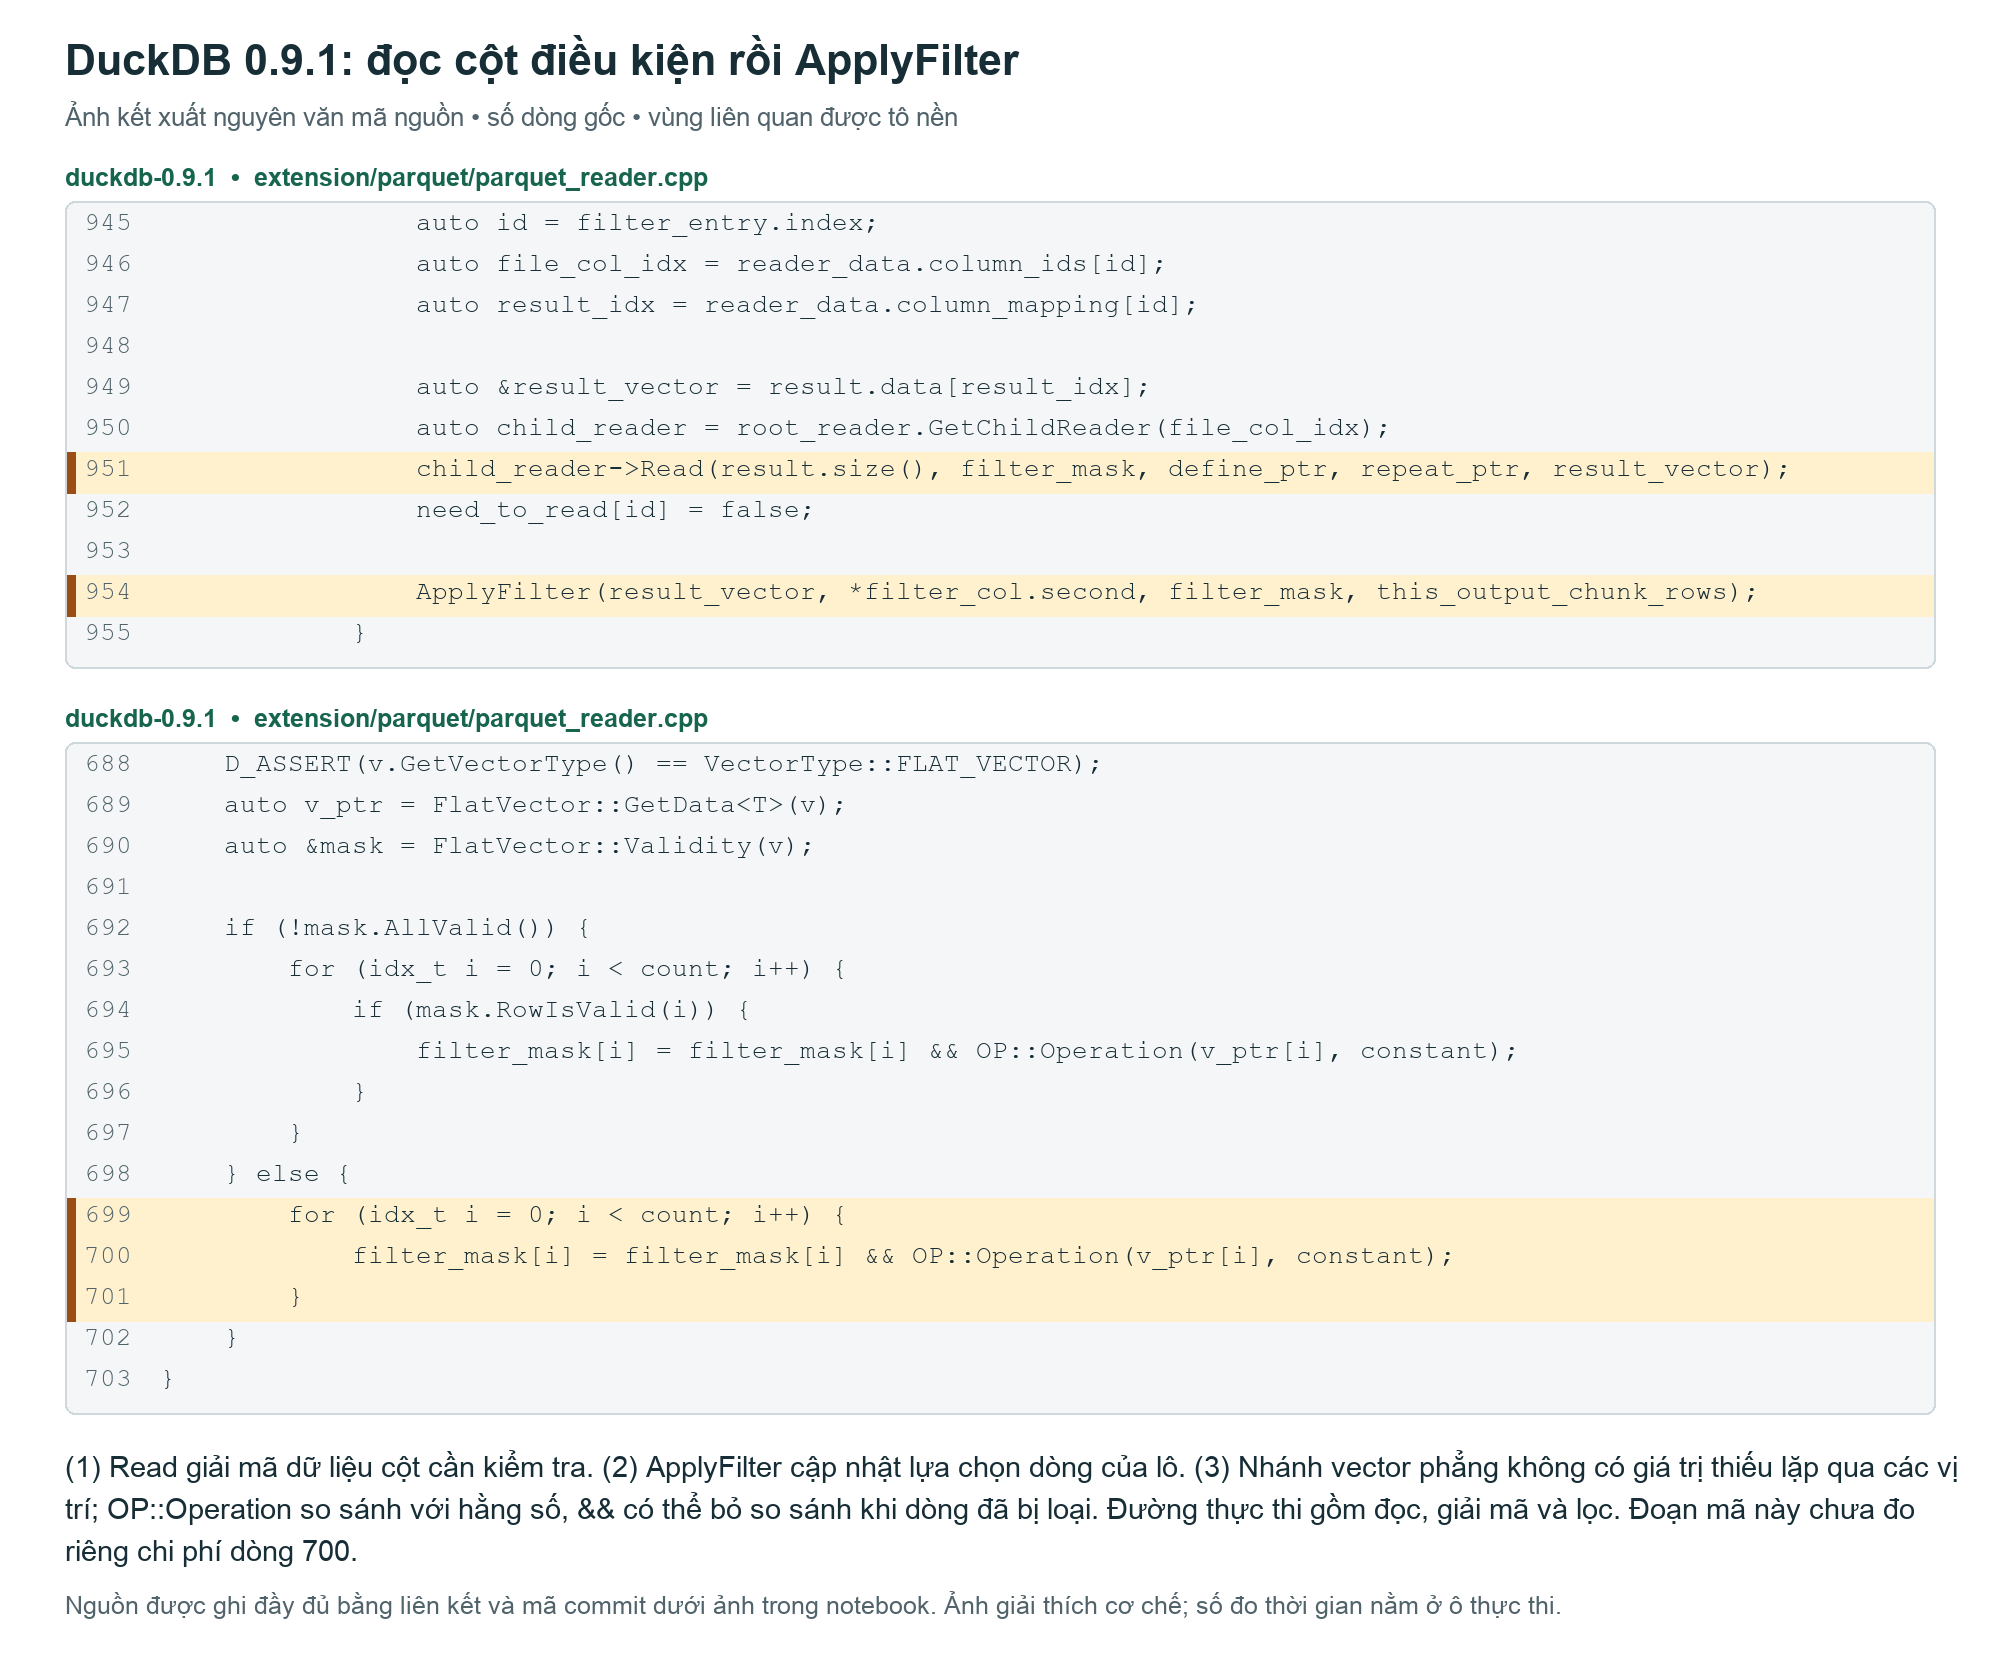 DuckDB 0.9.1: đọc cột điều kiện rồi ApplyFilter
Ảnh kết xuất nguyên văn mã nguồn • số dòng gốc • vùng liên quan được tô nền
duckdb-0.9.1 • extension/parquet/parquet_reader.cpp
945 auto id = filter_entry.index;
946 auto file_col_idx = reader_data.column_ids[id];
947 auto result_idx = reader_data.column_mapping[id];
948
949 auto &result_vector = result.data[result_idx];
950 auto child_reader = root_reader.GetChildReader(file_col_idx);
951 child_reader->Read(result.size(), filter_mask, define_ptr, repeat_ptr, result_vector);
952 need_to_read[id] = false;
953
954 ApplyFilter(result_vector, *filter_col.second, filter_mask, this_output_chunk_rows);
955 }
duckdb-0.9.1 • extension/parquet/parquet_reader.cpp
688 D_ASSERT(v.GetVectorType() == VectorType::FLAT_VECTOR);
689 auto v_ptr = FlatVector::GetData<T>(v);
690 auto &mask = FlatVector::Validity(v);
691
692 if (!mask.AllValid()) {
693 for (idx_t i = 0; i < count; i++) {
694 if (mask.RowIsValid(i)) {
695 filter_mask[i] = filter_mask[i] && OP::Operation(v_ptr[i], constant);
696 }
697 }
698 } else {
699 for (idx_t i = 0; i < count; i++) {
700 filter_mask[i] = filter_mask[i] && OP::Operation(v_ptr[i], constant);
701 }
702 }
703 }
(1) Read giải mã dữ liệu cột cần kiểm tra. (2) ApplyFilter cập nhật lựa chọn dòng của lô. (3) Nhánh vector phẳng không có giá trị thiếu lặp qua các vị
trí; OP::Operation so sánh với hằng số, && có thể bỏ so sánh khi dòng đã bị loại. Đường thực thi gồm đọc, giải mã và lọc. Đoạn mã này chưa đo
riêng chi phí dòng 700.
Nguồn được ghi đầy đủ bằng liên kết và mã commit dưới ảnh trong notebook. Ảnh giải thích cơ chế; số đo thời gian nằm ở ô thực thi.